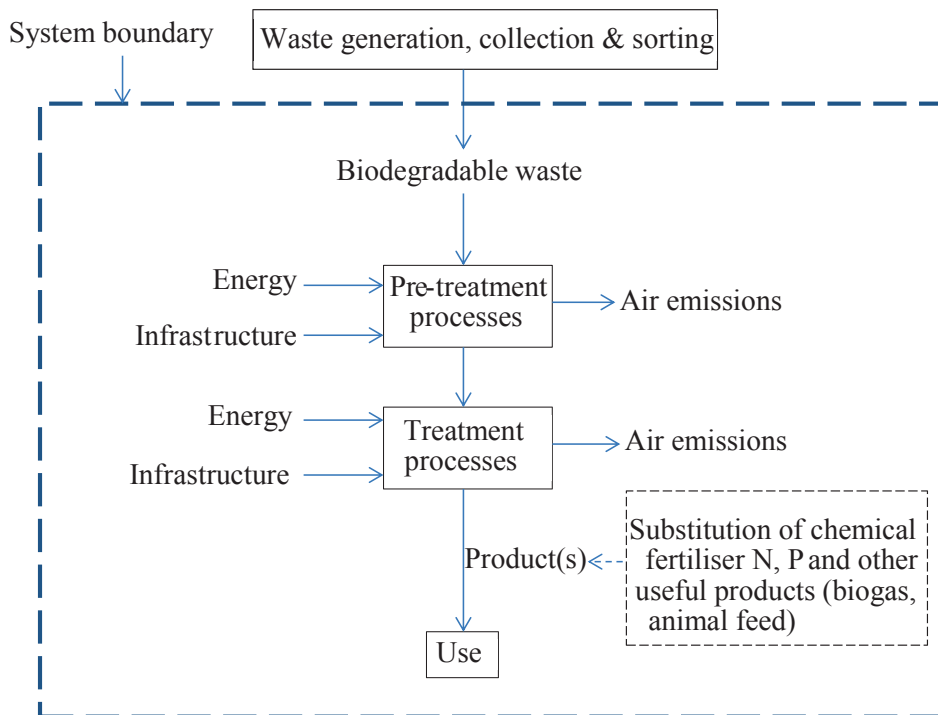 System boundary
Waste generation, collection & sorting
Biodegradable waste
Energy
Infrastructure
Pre-treatment
processes
Air emissions
Energy
Infrastructure
Treatment
processes
Air emissions
Product(s)
Substitution of chemical
fertiliser N, P and other
useful products (biogas,
animal feed)
Use